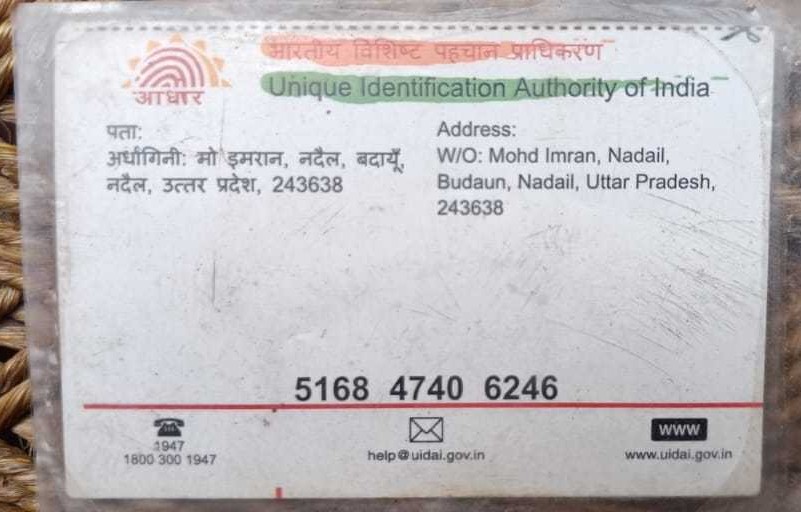 भारतीय विशिष्ट पहचान प्राधिकरण
Unique Identification Authority of India
आधार
पता:
अर्धांगिनी: मो इमरान, नदैल, बदायूँ,
नदैल, उत्तर प्रदेश, 243638
Address:
W/O: Mohd Imran, Nadail,
Budaun, Nadail, Uttar Pradesh,
243638
5168 4740 6246
1947
1800 300 1947
help@uidai.gov.in
www
www.uidai.gov.in